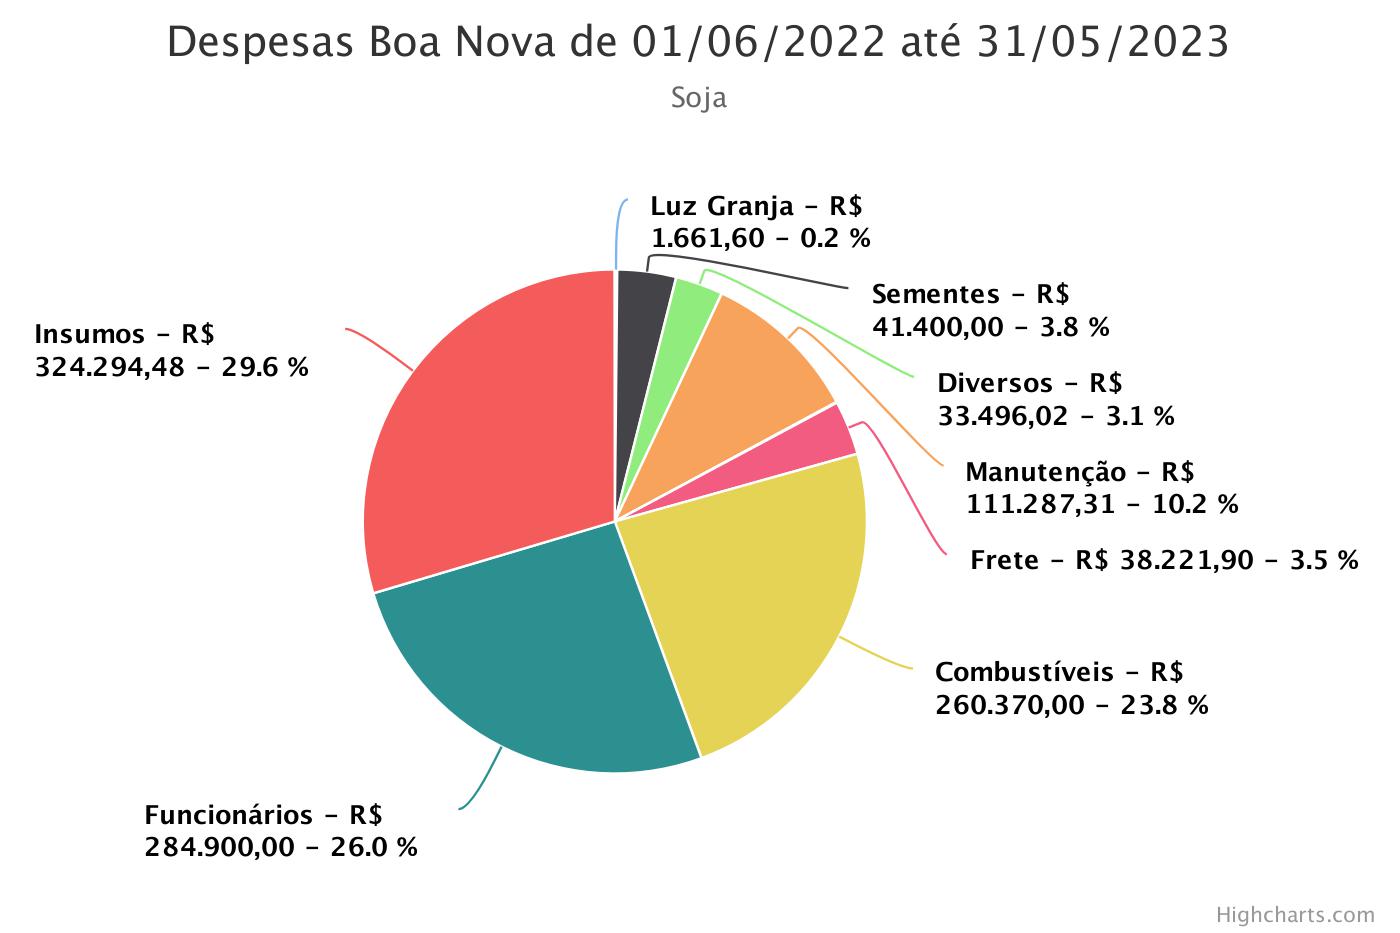 Despesas Boa Nova de 01/06/2022 até 31/05/2023
Soja
Luz Granja – R$
1.661,60 – 0.2 %
Sementes – R$
41.400,00 – 3.8 %
Diversos – R$
33.496,02 – 3.1 %
Manutenção – R$
111.287,31 – 10.2 %
Frete – R$ 38.221,90 – 3.5 %
Combustíveis – R$
260.370,00 – 23.8 %
Funcionários – R$
284.900,00 – 26.0 %
Insumos – R$
324.294,48 – 29.6 %
Highcharts.com